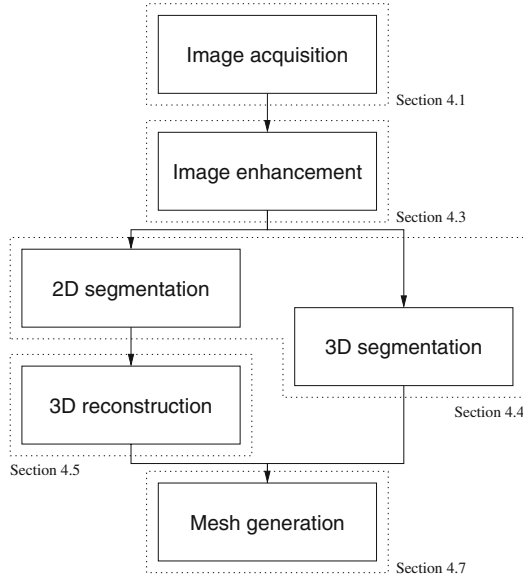 Image acquisition
Section 4.1
Image enhancement
Section 4.3
2D segmentation
3D segmentation
Section 4.4
3D reconstruction
Section 4.5
Mesh generation
Section 4.7